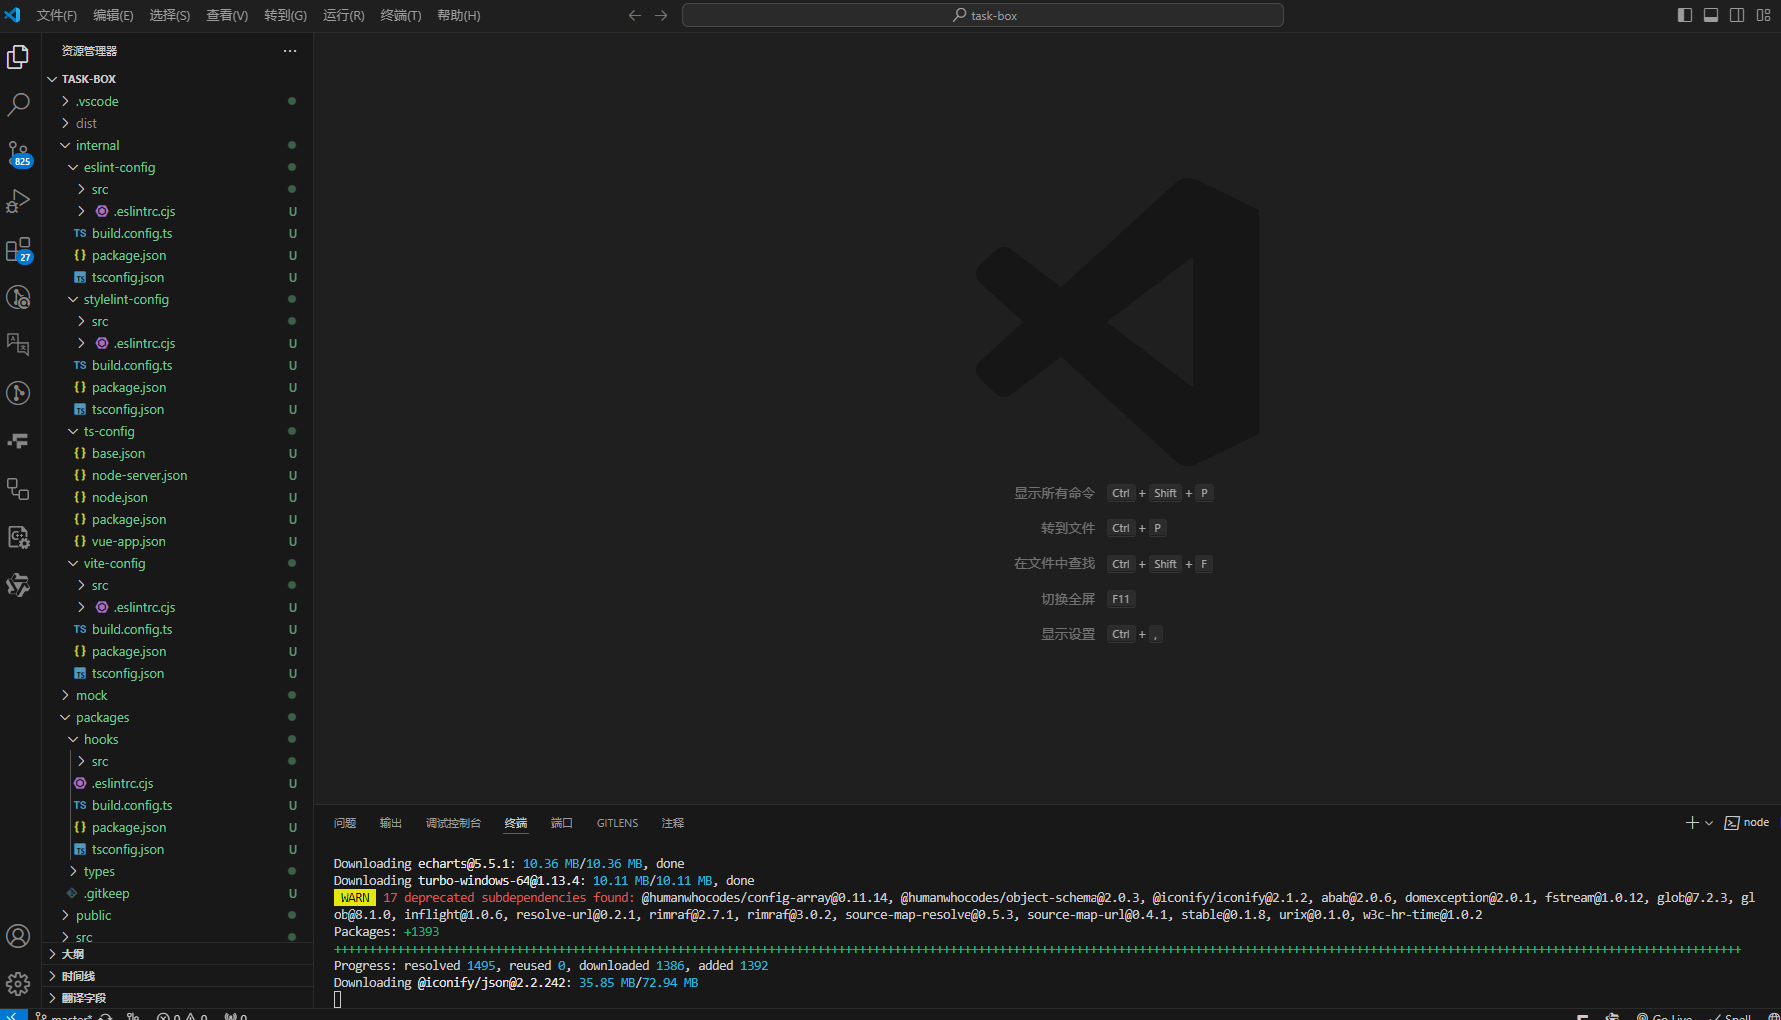 文件(F) 编辑(E) 选择(S) 查看(V) 转到(G) 运行(R) 终端(T) 帮助(H) task-box
资源管理器 ···
TASK-BOX
.vscode
dist
internal
eslint-config
src
.eslintrc.cjs U
TS build.config.ts U
{} package.json U
TS tsconfig.json U
stylelint-config
src
.eslintrc.cjs U
TS build.config.ts U
{} package.json U
TS tsconfig.json U
ts-config
{} base.json U
{} node-server.json U
{} node.json U
{} package.json U
{} vue-app.json U
vite-config
src
.eslintrc.cjs U
TS build.config.ts U
{} package.json U
TS tsconfig.json U
mock
packages
hooks
src
.eslintrc.cjs U
TS build.config.ts U
{} package.json U
TS tsconfig.json U
types
.gitkeep U
public
src
大纲
时间线
翻译字段
825
27
显示所有命令 Ctrl + Shift + P
转到文件 Ctrl + P
在文件中查找 Ctrl + Shift + F
切换全屏 F11
显示设置 Ctrl + ,
问题 输出 调试控制台 终端 端口 GITLENS 注释 node
Downloading echarts@5.5.1: 10.36 MB/10.36 MB, done
Downloading turbo-windows-64@1.13.4: 10.11 MB/10.11 MB, done
WARN 17 deprecated subdependencies found: @humanwhocodes/config-array@0.11.14, @humanwhocodes/object-schema@2.0.3, @iconify/iconify@2.1.2, abab@2.0.6, domexception@2.0.1, fstream@1.0.12, glob@7.2.3, gl
ob@8.1.0, inflight@1.0.6, resolve-url@0.2.1, rimraf@2.7.1, rimraf@3.0.2, source-map-resolve@0.5.3, source-map-url@0.4.1, stable@0.1.8, urix@0.1.0, w3c-hr-time@1.0.2
Packages: +1393
Progress: resolved 1495, reused 0, downloaded 1386, added 1392
Downloading @iconify/json@2.2.242: 35.85 MB/72.94 MB
master* 0 0 0 Go Live Spell